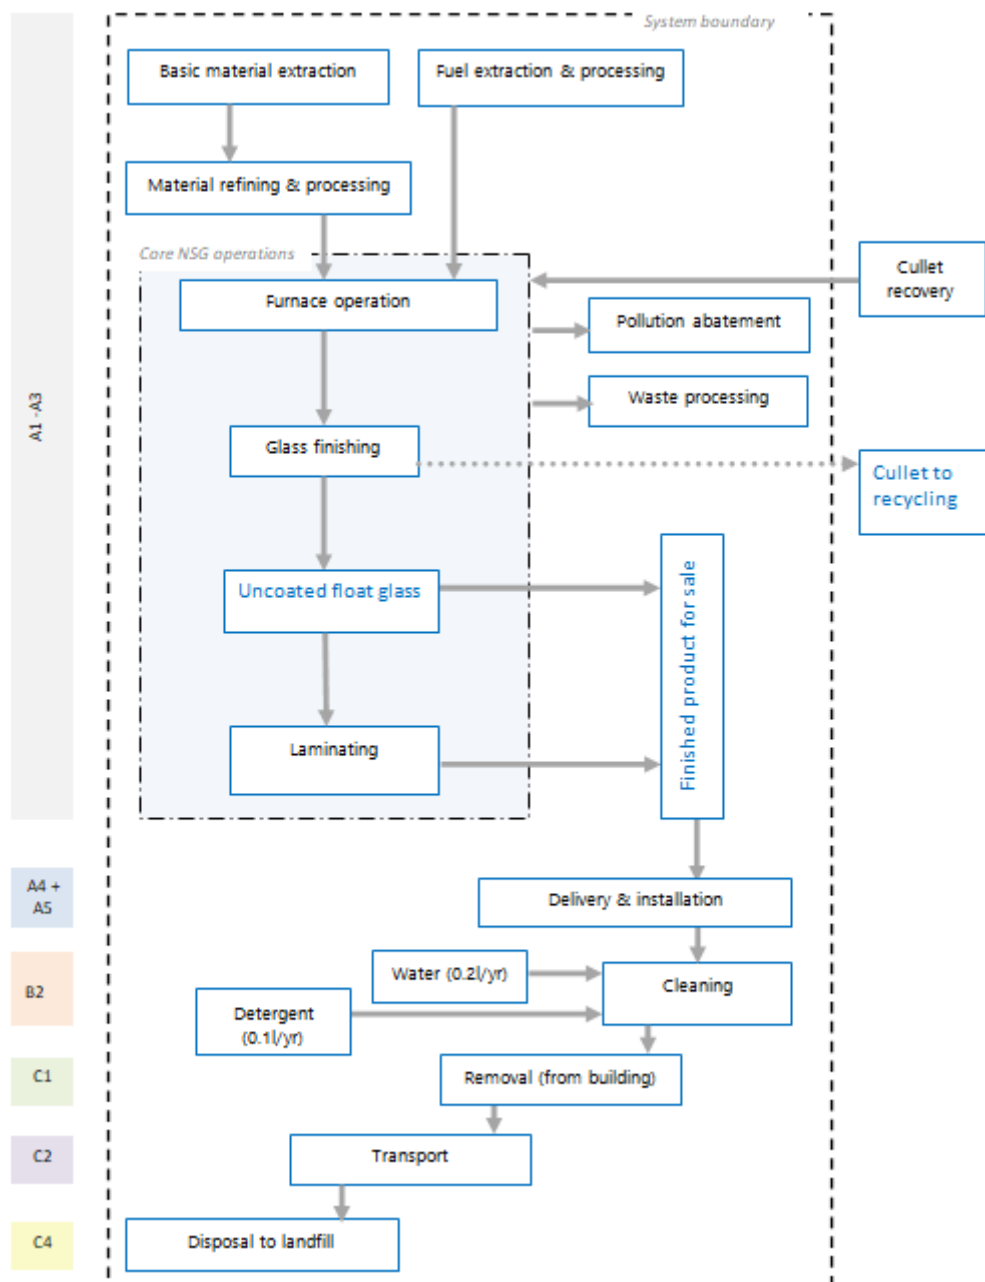 System boundary
Basic material extraction
Fuel extraction & processing
Material refining & processing
Core NSG operations
Cullet
recovery
Furnace operation
Pollution abatement
Waste processing
A1 -A3
Glass finishing
Cullet to
recycling
Uncoated float glass
Finished product for sale
Laminating
A4 +
A5
Delivery & installation
B2
Water (0.2l/yr)
Cleaning
Detergent
(0.1l/yr)
C1
Removal (from building)
C2
Transport
C4
Disposal to landfill